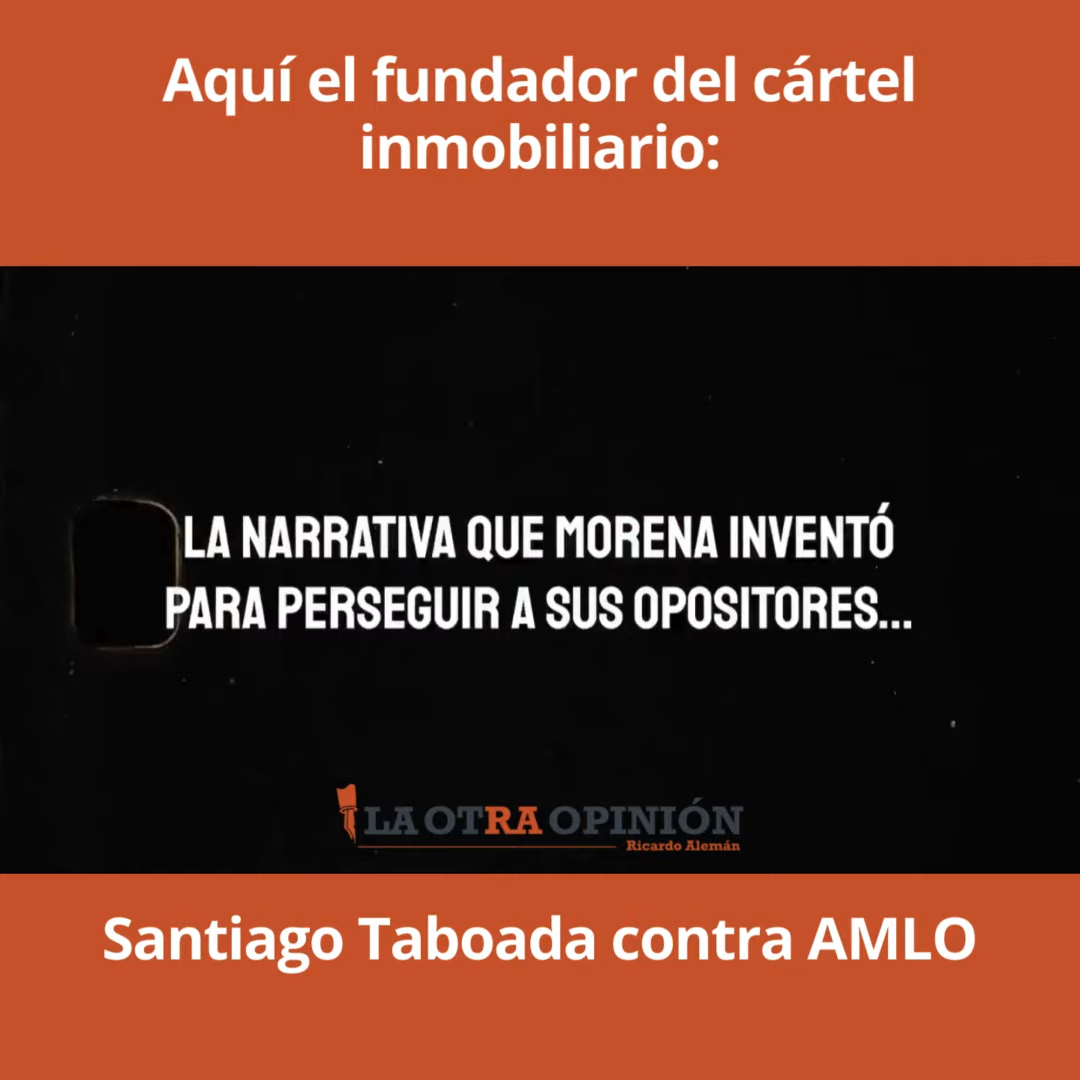 Aquí el fundador del cártel
inmobiliario:
LA NARRATIVA QUE MORENA INVENTÓ
PARA PERSEGUIR A SUS OPOSITORES...
LA OTRA OPINIÓN
Ricardo Alemán
Santiago Taboada contra AMLO